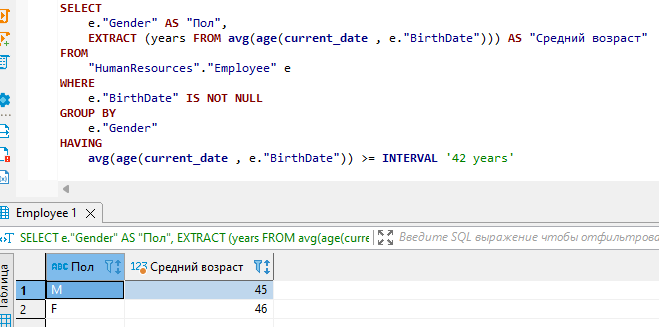 SELECT
e."Gender" AS "Пол",
EXTRACT (years FROM avg(age(current_date , e."BirthDate"))) AS "Средний возраст"
FROM
"HumanResources"."Employee" e
WHERE
e."BirthDate" IS NOT NULL
GROUP BY
e."Gender"
HAVING
avg(age(current_date , e."BirthDate")) >= INTERVAL '42 years'
Employee 1
SELECT e."Gender" AS "Пол", EXTRACT (years FROM avg(age(curre
Введите SQL выражение чтобы отфильтрова
Таблица
ABC Пол
123 Средний возраст
1 M 45
2 F 46